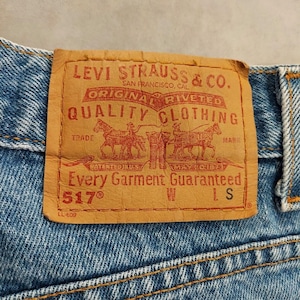 LEVI STRAUSS & CO.
SAN FRANCISCO, CAL.
ORIGINAL RIVETED
QUALITY CLOTHING
TRADE MARK
Every Garment Guaranteed
517® W L S